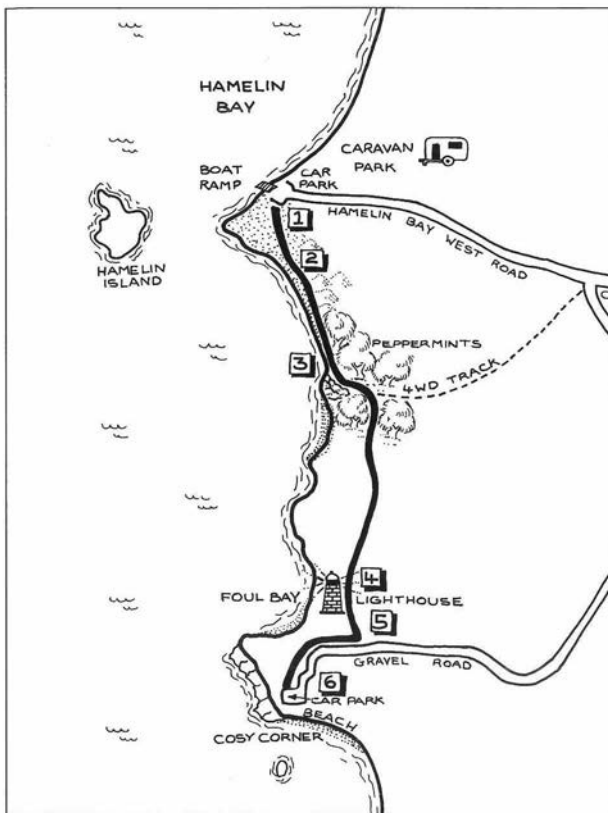 HAMELIN
BAY
CARAVAN
PARK
BOAT
RAMP
CAR
PARK
HAMELIN BAY WEST ROAD
1
HAMELIN
ISLAND
2
PEPPERMINTS
3
4WD TRACK
4
FOUL BAY
LIGHTHOUSE
5
GRAVEL ROAD
6
CAR PARK
BEACH
COSY CORNER